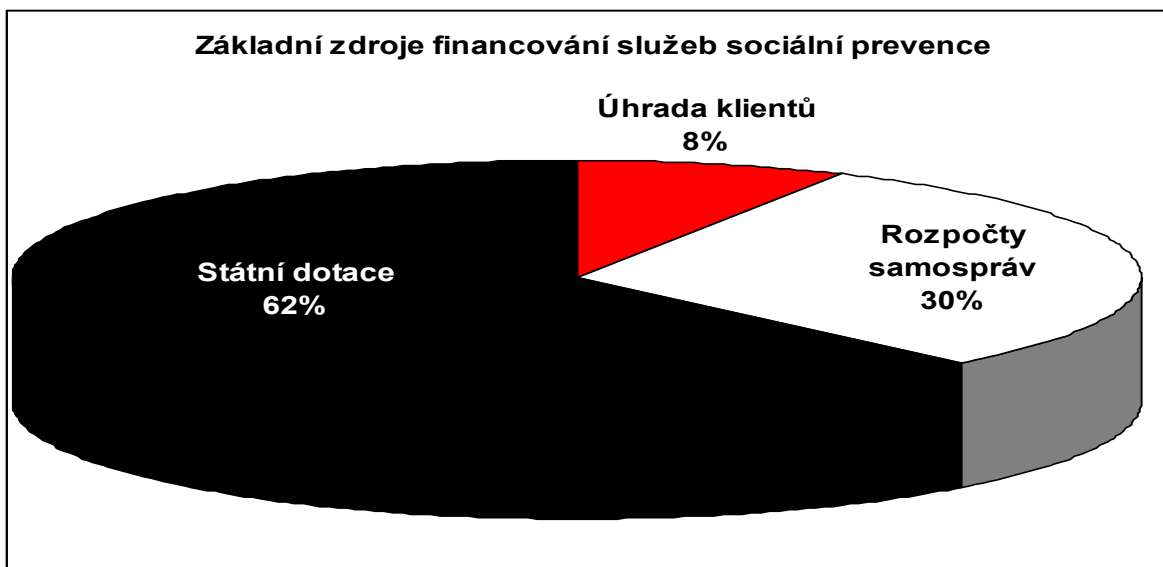 Základní zdroje financování služeb sociální prevence
Úhrada klientů
8%
Rozpočty
samospráv
30%
Státní dotace
62%